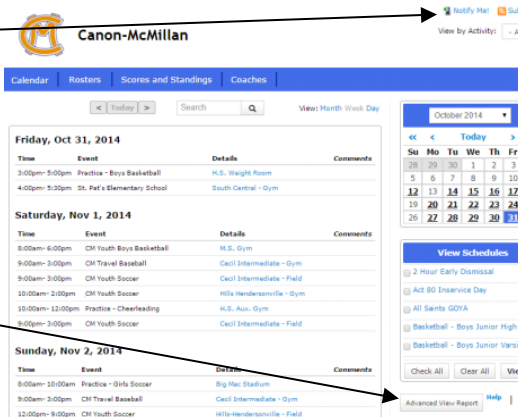 Notify Me!
Canon-McMillan
View by Activity:
Calendar Rosters Scores and Standings Coaches
< Today > Search View: Month Week Day
October 2014
Friday, Oct 31, 2014
<< < Today >
Su Mo Tu We Th Fr
Time Event Details Comments
28 29 30 1 2 3
3:00pm- 5:00pm Practice - Boys Basketball H.S. Weight Room
5 6 7 8 9 10
4:00pm- 5:30pm St. Pat's Elementary School South Central - Gym
12 13 14 15 16 17
19 20 21 22 23 24
Saturday, Nov 1, 2014
26 27 28 29 30 31
Time Event Details Comments
8:00am- 6:00pm CM Youth Boys Basketball M.S. Gym
View Schedules
9:00am- 3:00pm CM Travel Baseball Cecil Intermediate - Gym
2 Hour Early Dismissal
9:00am- 3:00pm CM Youth Soccer Cecil Intermediate - Field
Act 80 Inservice Day
10:00am- 2:00pm CM Youth Soccer Hills Hendersonville - Gym
All Saints GOYA
10:00am- 12:00pm Practice - Cheerleading H.S. Aux. Gym
Basketball - Boys Junior High
9:00pm- 3:00pm CM Youth Soccer Cecil Intermediate - Field
Basketball - Boys Junior Varsi
Sunday, Nov 2, 2014
Check All Clear All
Time Event Details Comments
8:00am- 10:00am Practice - Girls Soccer Big Mac Stadium
Advanced View Report Help |
9:00am- 3:00pm CM Travel Baseball Cecil Intermediate - Gym
12:00pm- 9:00pm CM Youth Soccer Hills-Hendersonville - Field